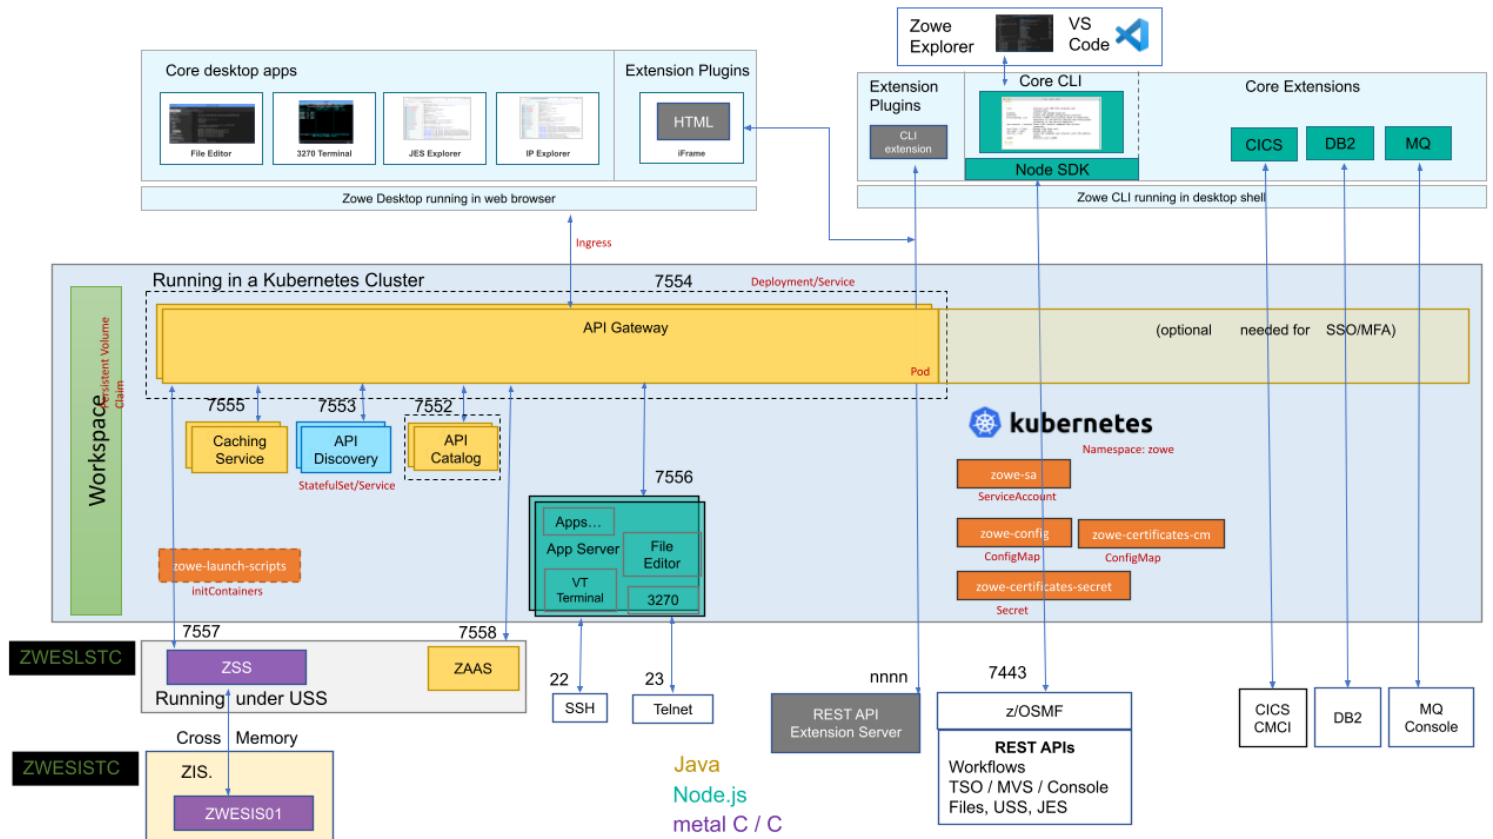 Zowe
Explorer
VS
Code
Core desktop apps
Extension Plugins
File Editor
3270 Terminal
JES Explorer
IP Explorer
HTML
iFrame
Zowe Desktop running in web browser
Extension
Plugins
CLI
extension
Core CLI
Node SDK
Core Extensions
CICS
DB2
MQ
Zowe CLI running in desktop shell
Ingress
Running in a Kubernetes Cluster
7554
Deployment/Service
API Gateway
(optional needed for SSO/MFA)
Pod
Workspace
Persistent Volume
Claim
7555
7553
7552
Caching
Service
API
Discovery
API
Catalog
StatefulSet/Service
kubernetes
Namespace: zowe
zowe-sa
ServiceAccount
zowe-config
ConfigMap
zowe-certificates-cm
ConfigMap
zowe-certificates-secret
Secret
7556
Apps...
App Server
File
Editor
VT
Terminal
3270
zowe-launch-scripts
initContainers
7557
7558
ZWESLSTC
ZSS
ZAAS
Running under USS
22
SSH
23
Telnet
nnnn
REST API
Extension Server
7443
z/OSMF
REST APIs
Workflows
TSO / MVS / Console
Files, USS, JES
CICS
CMCI
DB2
MQ
Console
Cross Memory
ZWESISTC
ZIS.
ZWESIS01
Java
Node.js
metal C / C